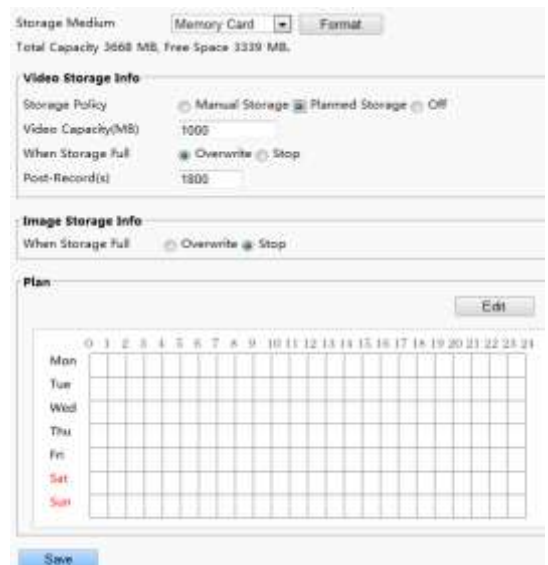 Storage Medium Memory Card Format
Total Capacity 3668 MB, Free Space 3339 MB.
Video Storage Info
Storage Policy Manual Storage Planned Storage Off
Video Capacity(MB) 1000
When Storage Full Overwrite Stop
Post-Record(s) 1800
Image Storage Info
When Storage Full Overwrite Stop
Plan
Edit
0 1 2 3 4 5 6 7 8 9 10 11 12 13 14 15 16 17 18 19 20 21 22 23 24
Mon
Tue
Wed
Thu
Fri
Sat
Sun
Save